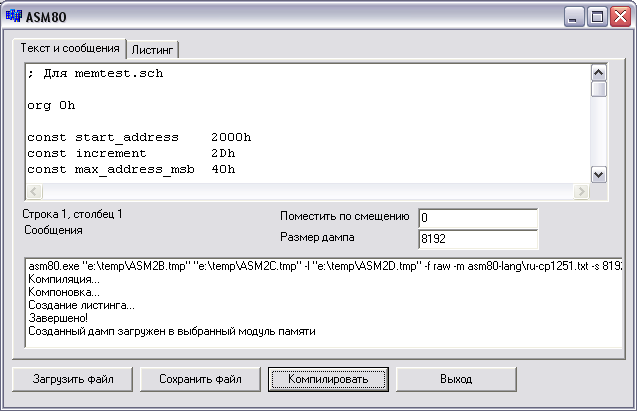 ASM80
Текст и сообщения
Листинг
; Для memtest.sch
org 0h
const start_address 2000h
const increment 2Dh
const max_address_msb 40h
Строка 1, столбец 1
Поместить по смещению 0
Сообщения
Размер дампа 8192
asm80.exe "e:\temp\ASM2B.tmp" "e:\temp\ASM2C.tmp" -l "e:\temp\ASM2D.tmp" -f raw -m asm80-lang\ru-cp1251.txt -s 8192
Компиляция...
Компоновка...
Создание листинга...
Завершено!
Созданный дамп загружен в выбранный модуль памяти
Загрузить файл
Сохранить файл
Компилировать
Выход